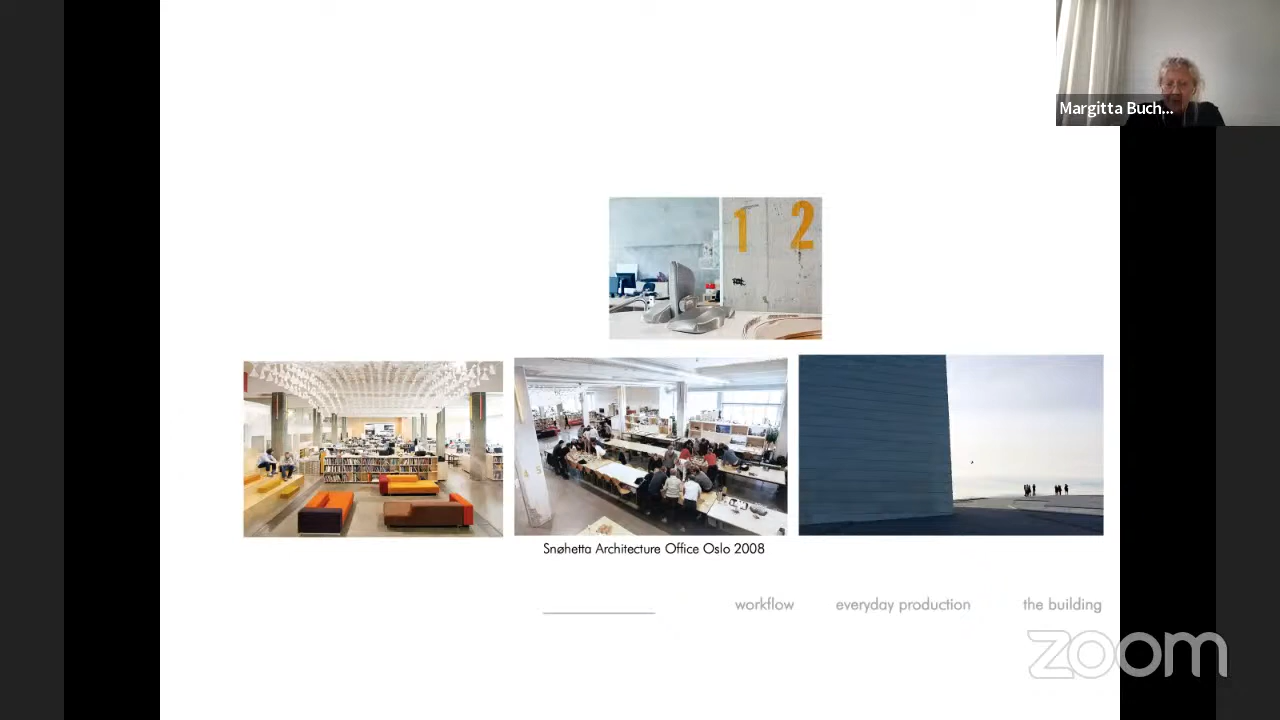 Margitta Buch...
1 2
Snøhetta Architecture Office Oslo 2008
workflow everyday production the building
zoom